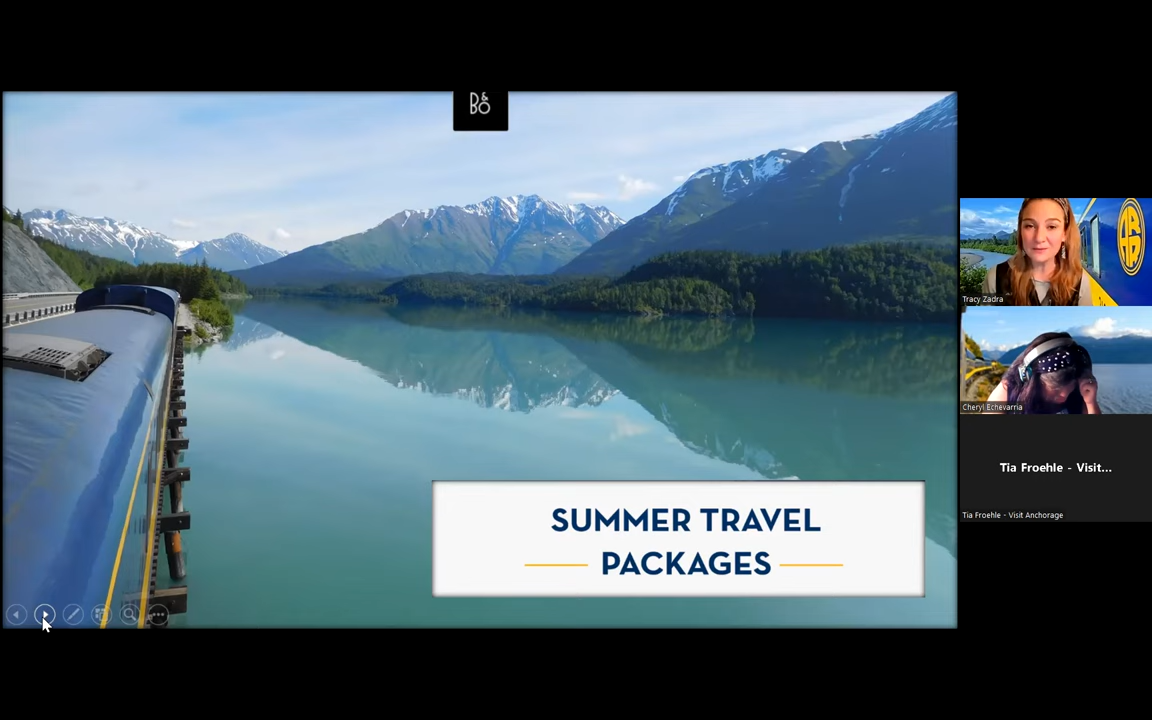 B&O
SUMMER TRAVEL
PACKAGES
Tracy Zadra
Cheryl Echevarria
Tia Froehle - Visit...
Tia Froehle - Visit Anchorage